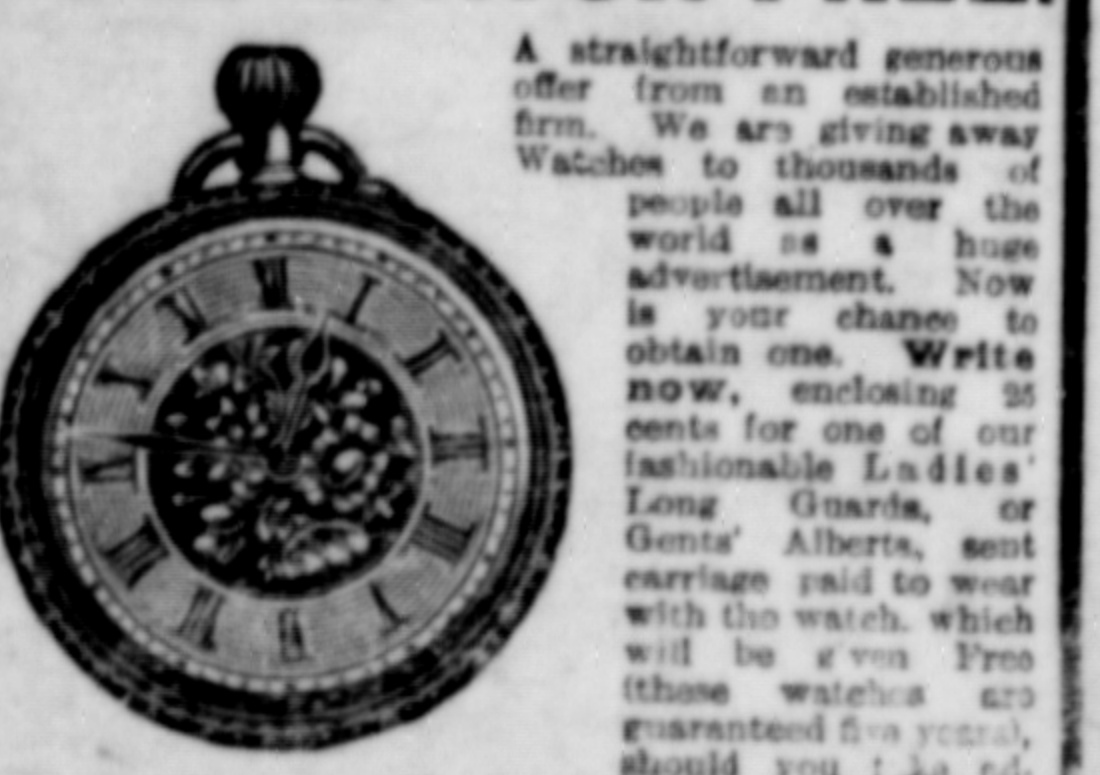 A straightforward generous
offer from an established
firm. We are giving away
Watches to thousands of
people all over the
world as a huge
advertisement. Now
is your chance to
obtain one. Write
now, enclosing 25
cents for one of our
fashionable Ladies'
Long Guards, or
Gents' Alberts, sent
carriage paid to wear
with the watch. which
will be given Free
(these watches are
guaranteed five years),
should you take ad-